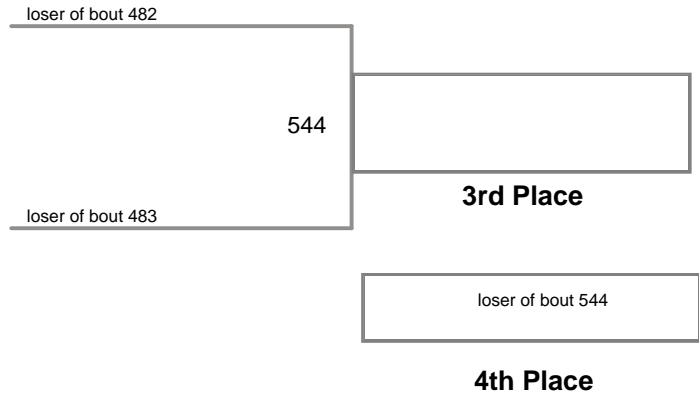 loser of bout 482
544
3rd Place
loser of bout 483
loser of bout 544
4th Place